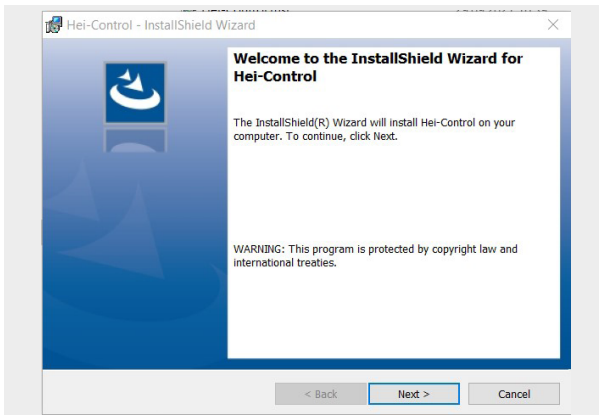 Hei-Control - InstallShield Wizard
Welcome to the InstallShield Wizard for
Hei-Control
The InstallShield(R) Wizard will install Hei-Control on your
computer. To continue, click Next.
WARNING: This program is protected by copyright law and
international treaties.
< Back
Next >
Cancel